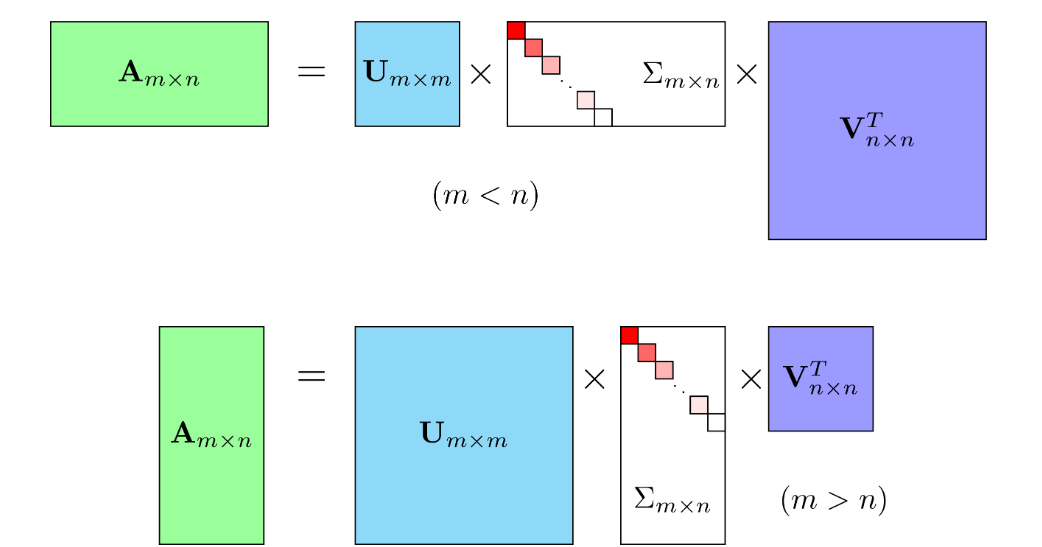 A_{m×n} = U_{m×m} × Σ_{m×n} × V^T_{n×n}
(m < n)
A_{m×n} = U_{m×m} × Σ_{m×n} × V^T_{n×n}
(m > n)